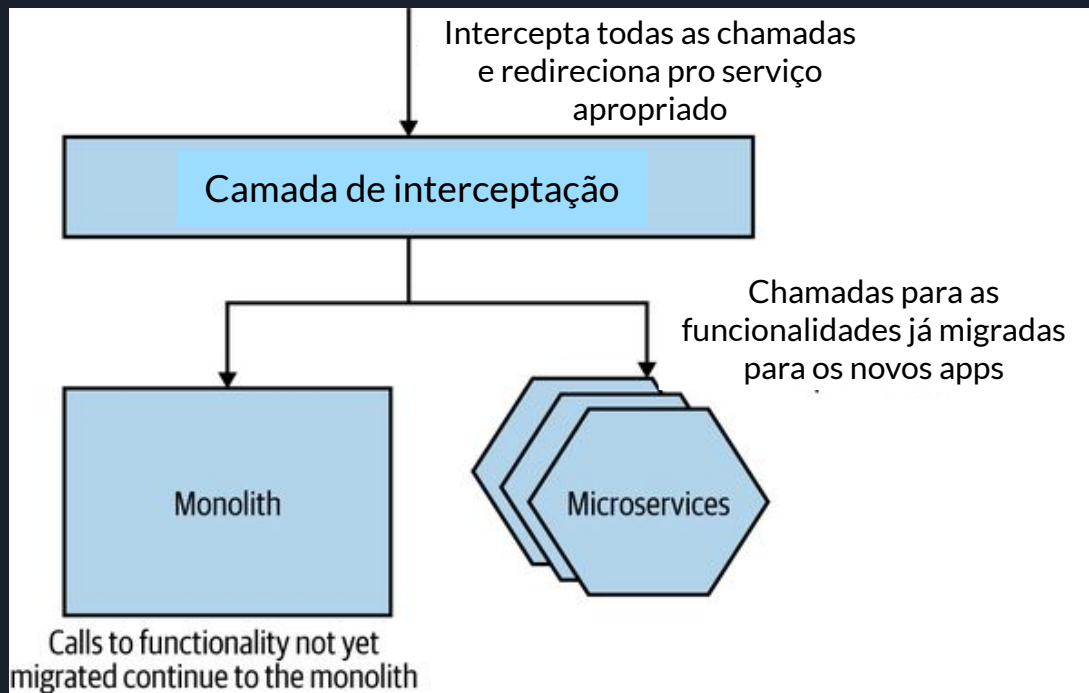 Intercepta todas as chamadas
e redireciona pro serviço
apropriado
Camada de interceptação
Chamadas para as
funcionalidades já migradas
para os novos apps
Monolith
Microservices
Calls to functionality not yet
migrated continue to the monolith